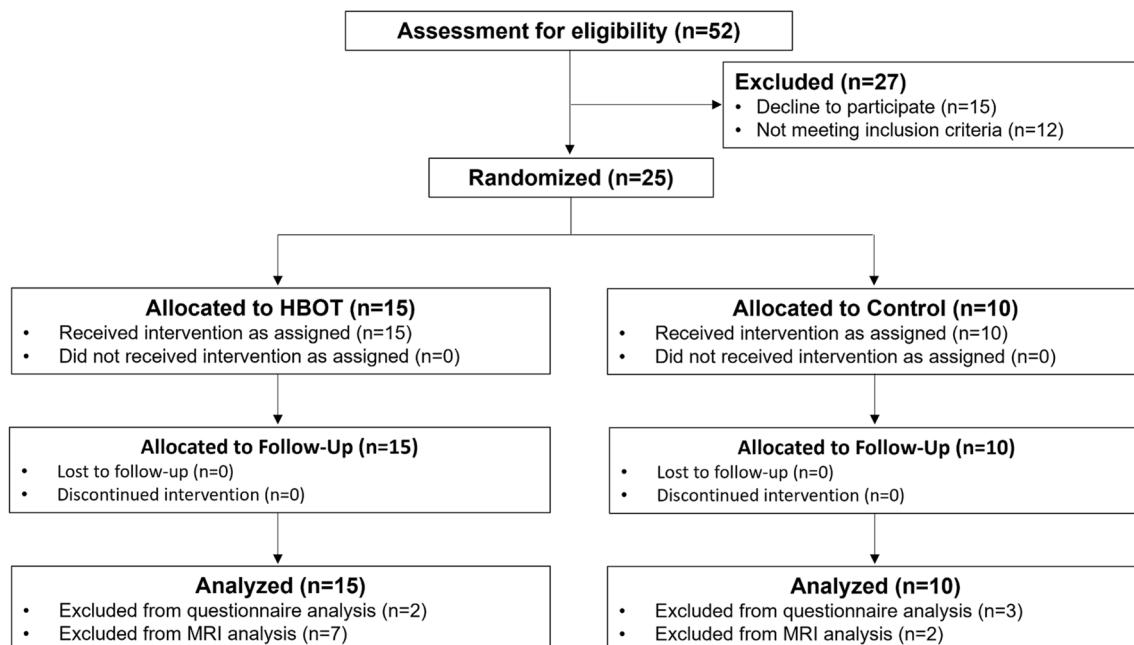 Assessment for eligibility (n=52)
Excluded (n=27)
• Decline to participate (n=15)
• Not meeting inclusion criteria (n=12)
Randomized (n=25)
Allocated to HBOT (n=15)
• Received intervention as assigned (n=15)
• Did not received intervention as assigned (n=0)
Allocated to Control (n=10)
• Received intervention as assigned (n=10)
• Did not received intervention as assigned (n=0)
Allocated to Follow-Up (n=15)
• Lost to follow-up (n=0)
• Discontinued intervention (n=0)
Allocated to Follow-Up (n=10)
• Lost to follow-up (n=0)
• Discontinued intervention (n=0)
Analyzed (n=15)
• Excluded from questionnaire analysis (n=2)
• Excluded from MRI analysis (n=7)
Analyzed (n=10)
• Excluded from questionnaire analysis (n=3)
• Excluded from MRI analysis (n=2)